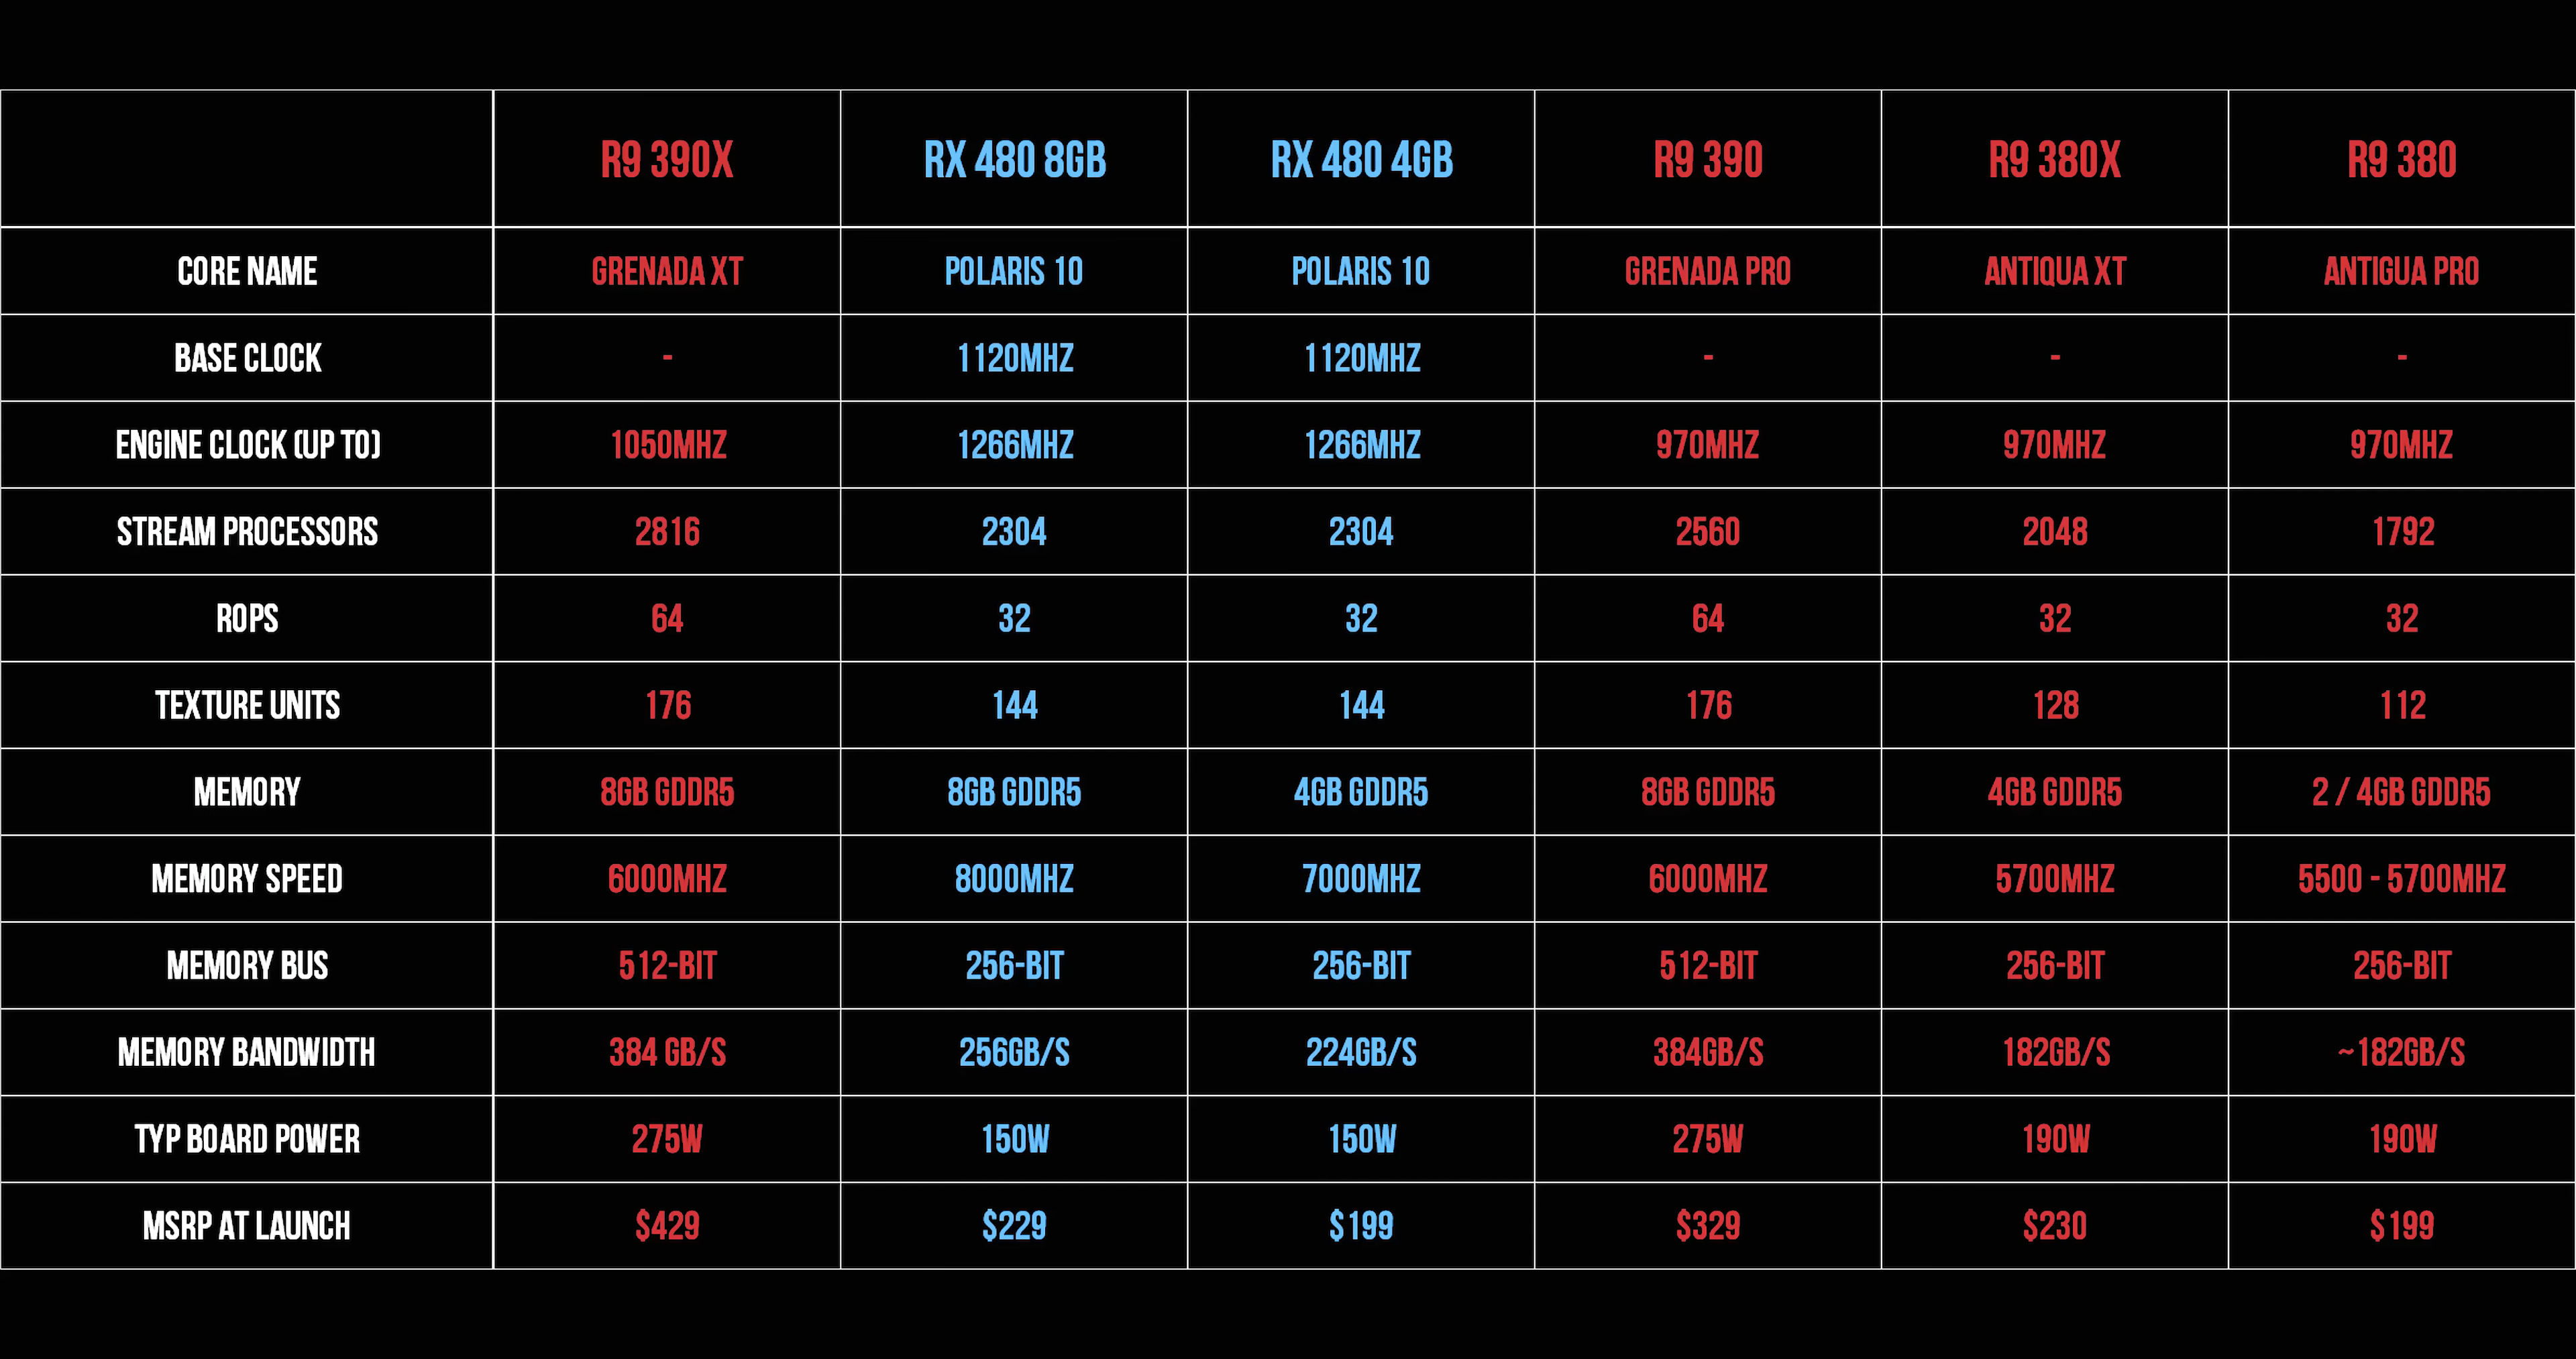 R9 390X RX 480 8GB RX 480 4GB R9 390 R9 380X R9 380
CORE NAME GRENADA XT POLARIS 10 POLARIS 10 GRENADA PRO ANTIQUA XT ANTIGUA PRO
BASE CLOCK - 1120MHZ 1120MHZ - - -
ENGINE CLOCK (UP TO) 1050MHZ 1266MHZ 1266MHZ 970MHZ 970MHZ 970MHZ
STREAM PROCESSORS 2816 2304 2304 2560 2048 1792
ROPS 64 32 32 64 32 32
TEXTURE UNITS 176 144 144 176 128 112
MEMORY 8GB GDDR5 8GB GDDR5 4GB GDDR5 8GB GDDR5 4GB GDDR5 2 / 4GB GDDR5
MEMORY SPEED 6000MHZ 8000MHZ 7000MHZ 6000MHZ 5700MHZ 5500 - 5700MHZ
MEMORY BUS 512-BIT 256-BIT 256-BIT 512-BIT 256-BIT 256-BIT
MEMORY BANDWIDTH 384 GB/S 256GB/S 224GB/S 384GB/S 182GB/S ~182GB/S
TYP BOARD POWER 275W 150W 150W 275W 190W 190W
MSRP AT LAUNCH $429 $229 $199 $329 $230 $199